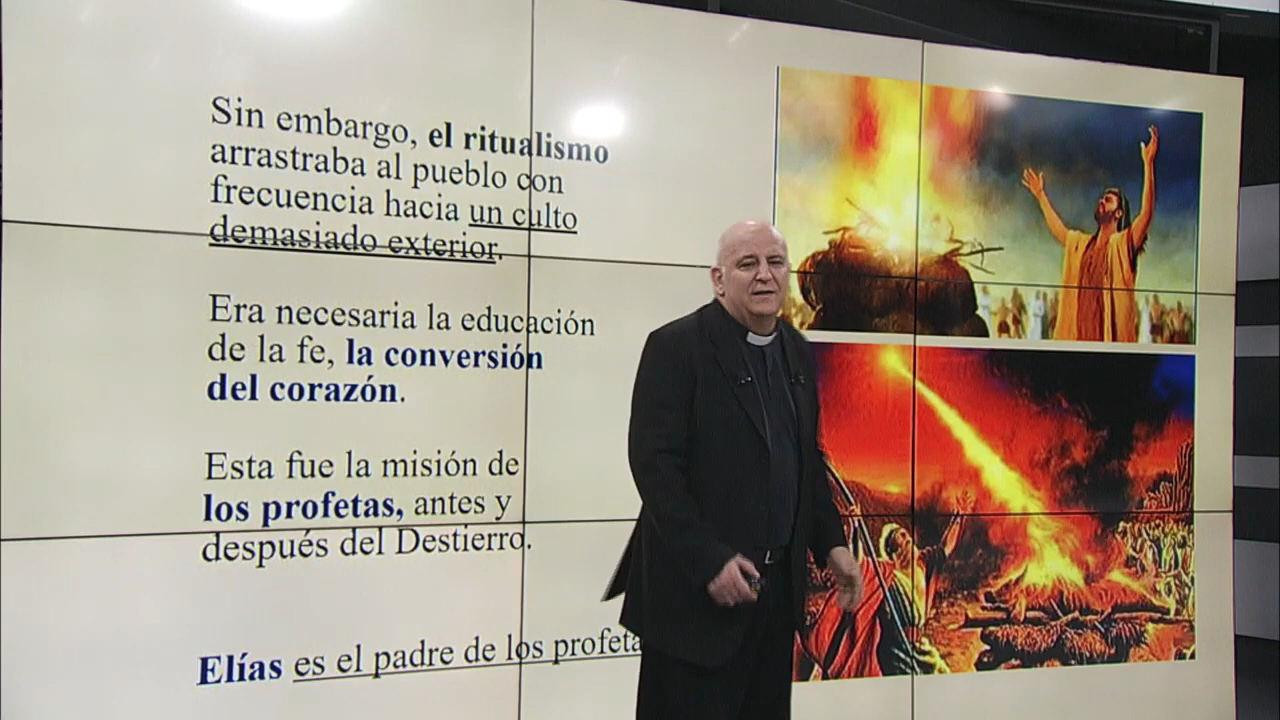 Sin embargo, el ritualismo
arrastraba al pueblo con
frecuencia hacia un culto
demasiado exterior.
Era necesaria la educación
de la fe, la conversión
del corazón.
Esta fue la misión de
los profetas, antes y
después del Destierro.
Elías es el padre de los